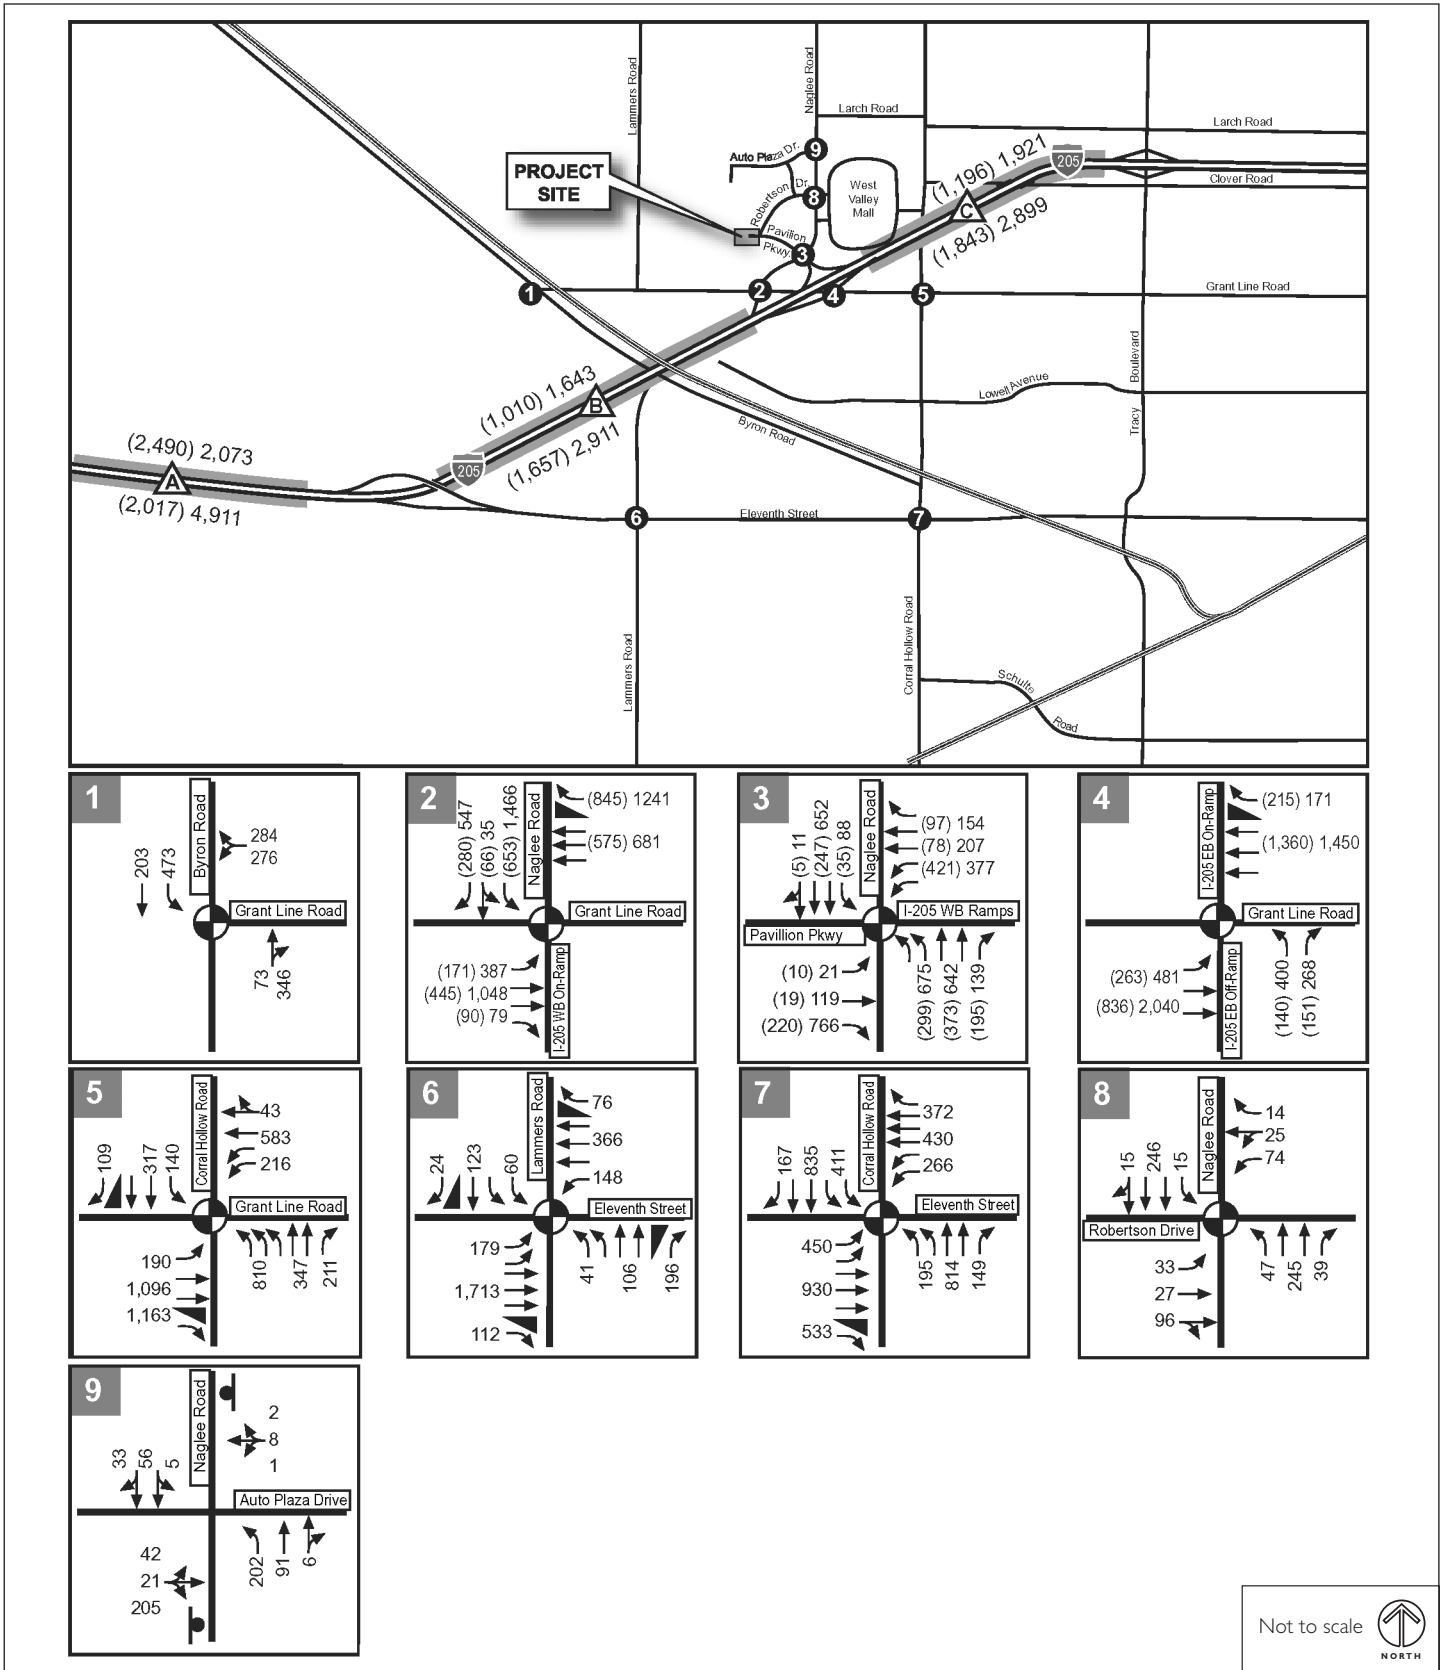 Lammers Road
Naglee Road
Larch Road
Larch Road
Auto Plaza Dr.
9
(1,196) 1,921
205
PROJECT
SITE
Robertson Dr.
8
West
Valley
Mall
Clover Road
C
(1,843) 2,899
Pavilion
Pkwy.
3
1
2
4
5
Grant Line Road
Tracy Boulevard
Lowell Avenue
(1,010) 1,643
B
Byron Road
(1,657) 2,911
205
(2,490) 2,073
A
(2,017) 4,911
6
Eleventh Street
7
Lammers Road
Corral Hollow Road
Schulte
Road
1
Byron Road
203
473
284
276
Grant Line Road
73
346
2
(280) 547
(66) 35
(653) 1,466
Naglee Road
(845) 1241
(575) 681
Grant Line Road
(171) 387
(445) 1,048
(90) 79
I-205 WB On-Ramp
3
(5) 11
(247) 652
(35) 88
Naglee Road
(97) 154
(78) 207
(421) 377
I-205 WB Ramps
Pavillion Pkwy
(10) 21
(19) 119
(220) 766
(299) 675
(373) 642
(195) 139
4
I-205 EB On-Ramp
(215) 171
(1,360) 1,450
Grant Line Road
(263) 481
(836) 2,040
I-205 EB Off-Ramp
(140) 400
(151) 268
5
109
317
140
Corral Hollow Road
43
583
216
Grant Line Road
190
1,096
1,163
810
347
211
6
24
123
60
Lammers Road
76
366
148
Eleventh Street
179
1,713
112
41
106
196
7
167
835
411
Corral Hollow Road
372
430
266
Eleventh Street
450
930
533
195
814
149
8
15
246
15
Naglee Road
14
25
74
Robertson Drive
33
27
96
47
245
39
9
33
56
5
Naglee Road
2
8
1
Auto Plaza Drive
42
21
205
202
91
6
Not to scale
NORTH